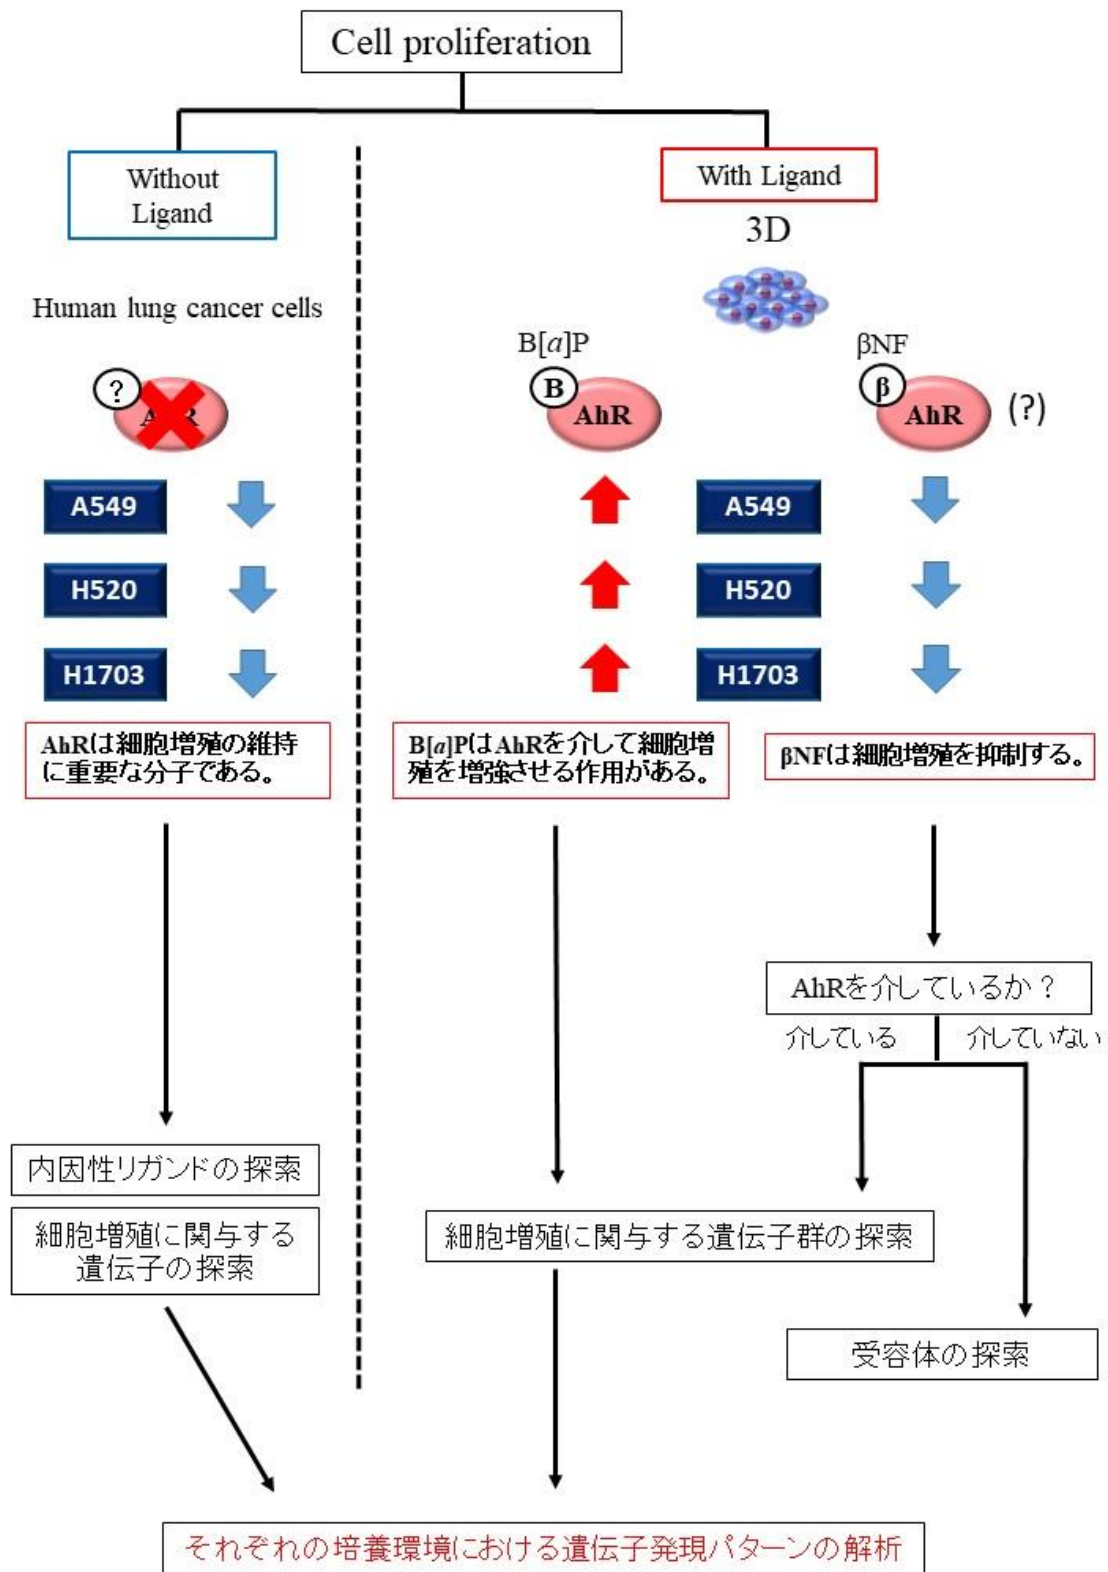 Cell proliferation
Without
Ligand
With Ligand
3D
Human lung cancer cells
B[a]P
βNF
?
B
AhR
β
AhR
(?)
A549
H520
H1703
A549
H520
H1703
AhRは細胞増殖の維持
に重要な分子である。
B[a]PはAhRを介して細胞増
殖を増強させる作用がある。
βNFは細胞増殖を抑制する。
AhRを介しているか？
介している
介していない
内因性リガンドの探索
細胞増殖に関与する
遺伝子の探索
細胞増殖に関与する遺伝子群の探索
受容体の探索
それぞれの培養環境における遺伝子発現パターンの解析